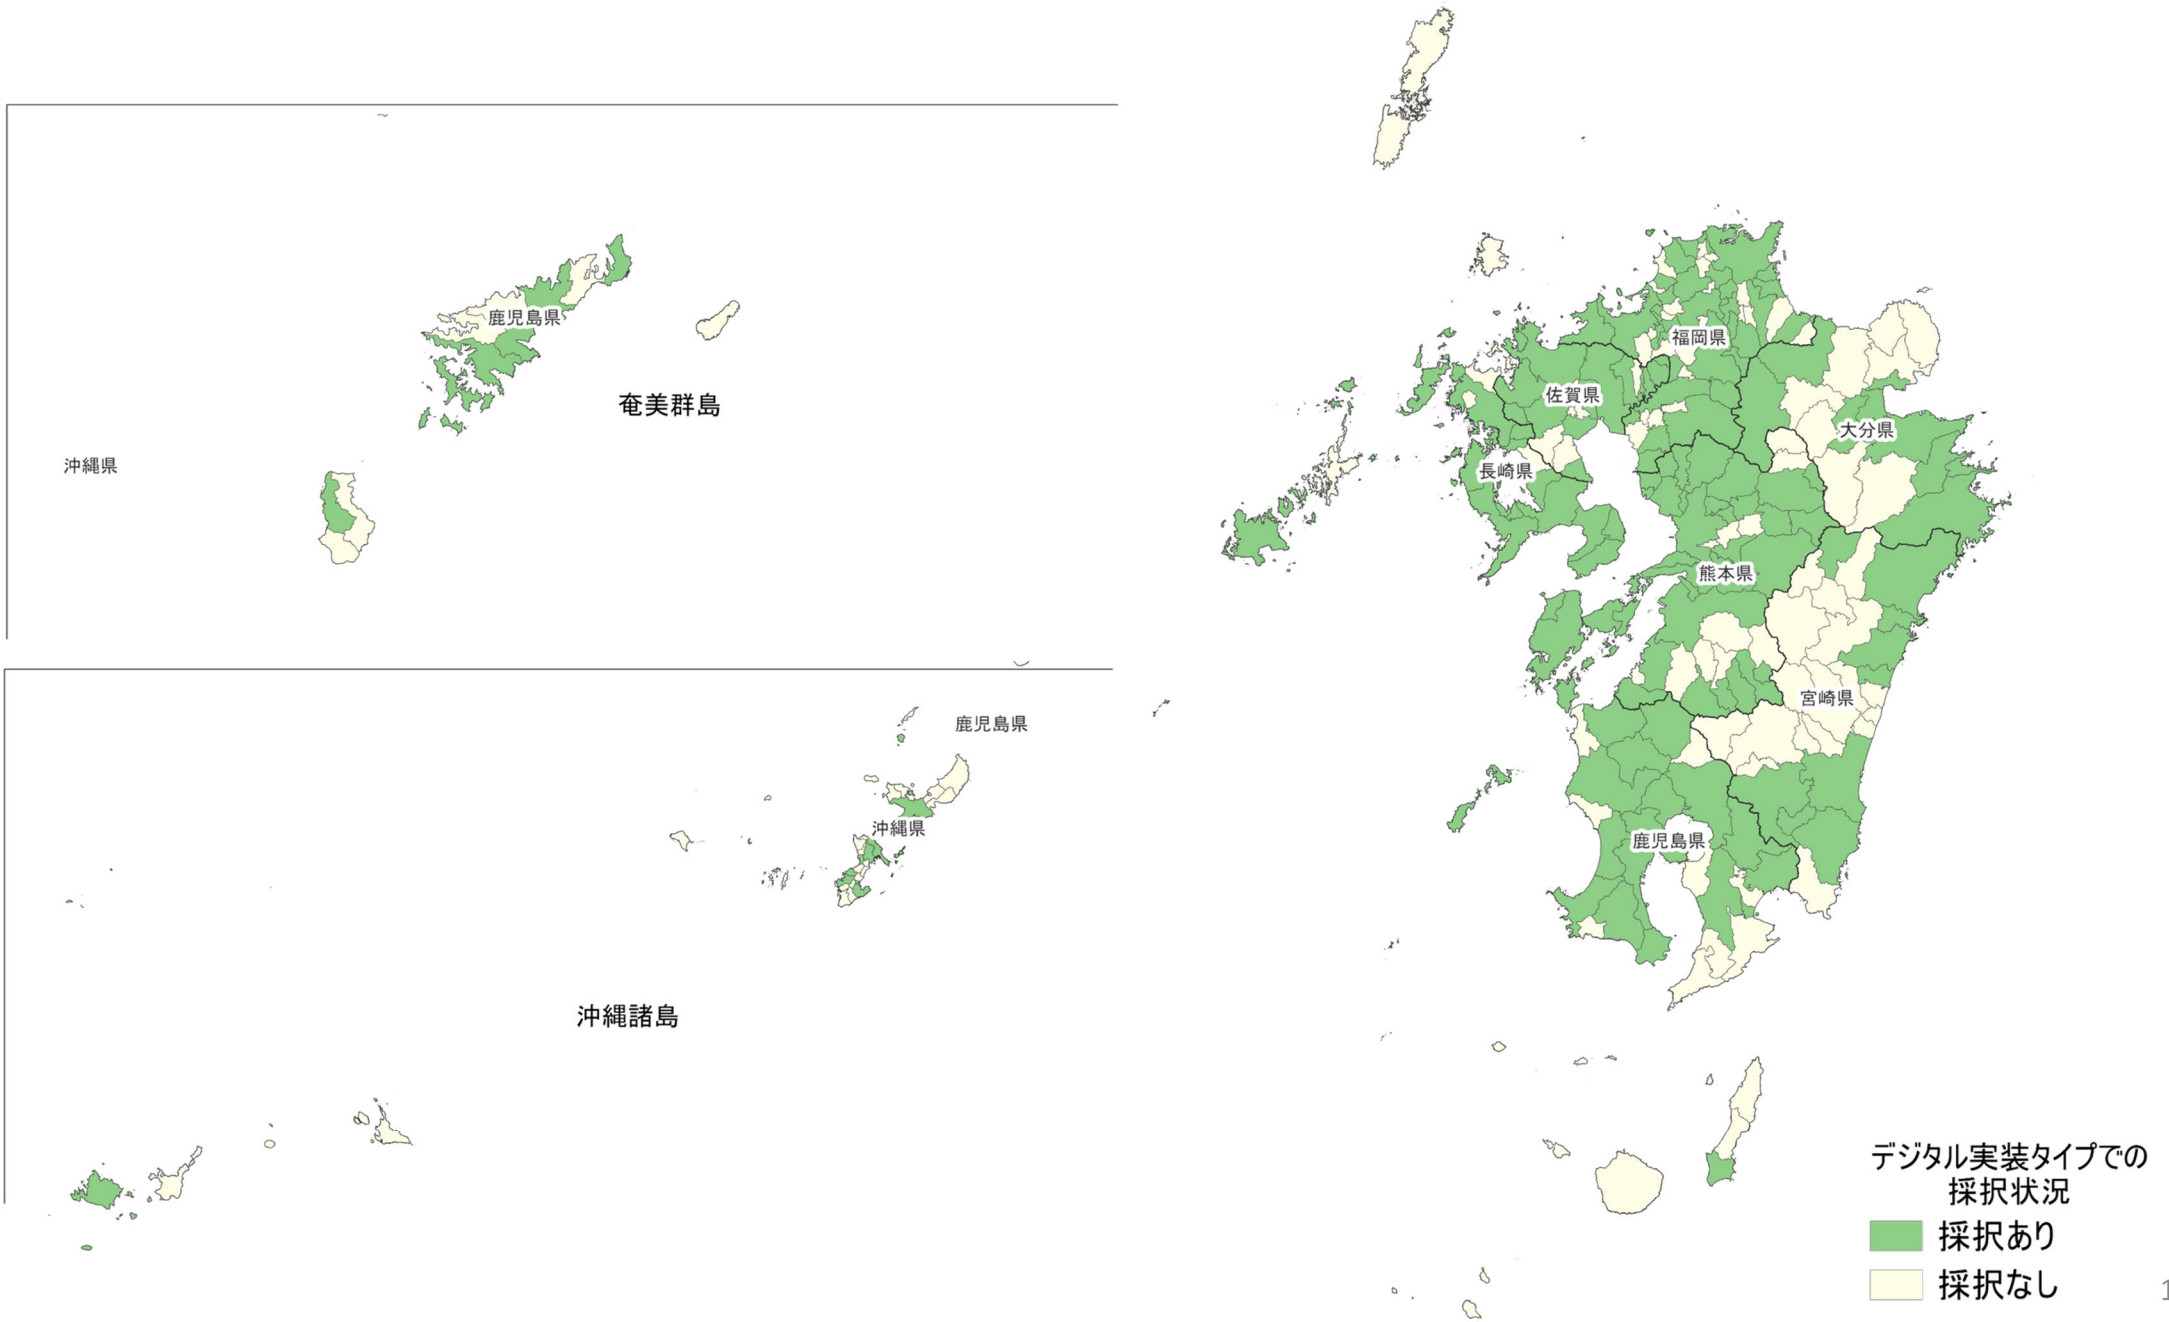 鹿児島県
奄美群島
沖縄県
鹿児島県
沖縄県
沖縄諸島
福岡県
佐賀県
大分県
長崎県
熊本県
宮崎県
鹿児島県
デジタル実装タイプでの
採択状況
採択あり
採択なし
1